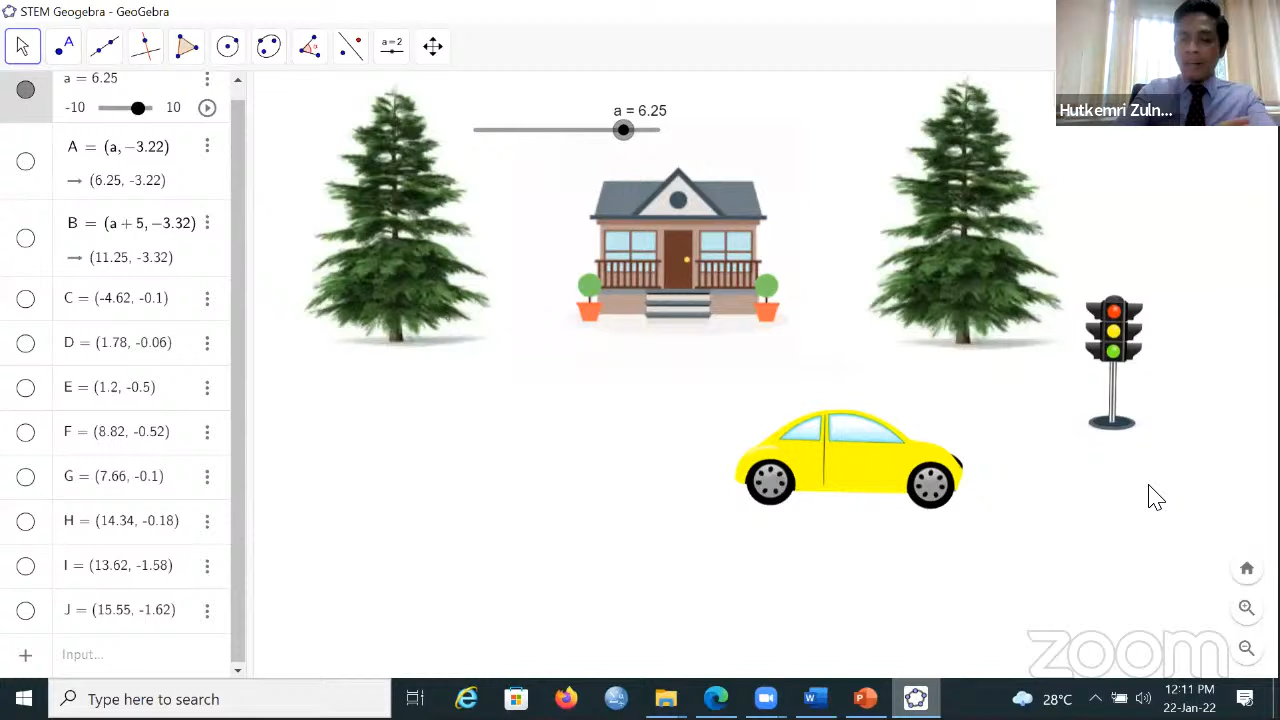 STEM Geogebra - GeoGebra
A
α
a=2
a = 6.25
-10
10
A = (a, −3.22)
→ (6.25, -3.22)
B = (a + 5, −3.32)
→ (11.25, -3.32)
C = (-4.62, -0.1)
D = (1.78, -0.06)
E = (1.2, -0.5)
F = (8.82, -0.52)
G = (7.66, -0.1)
H = (14.34, -0.18)
I = (13.62, -1.58)
J = (15.55, -1.62)
Input...
a = 6.25
Hutkemri Zuln...
zoom
Type here to search
28°C
12:11 PM
22-Jan-22